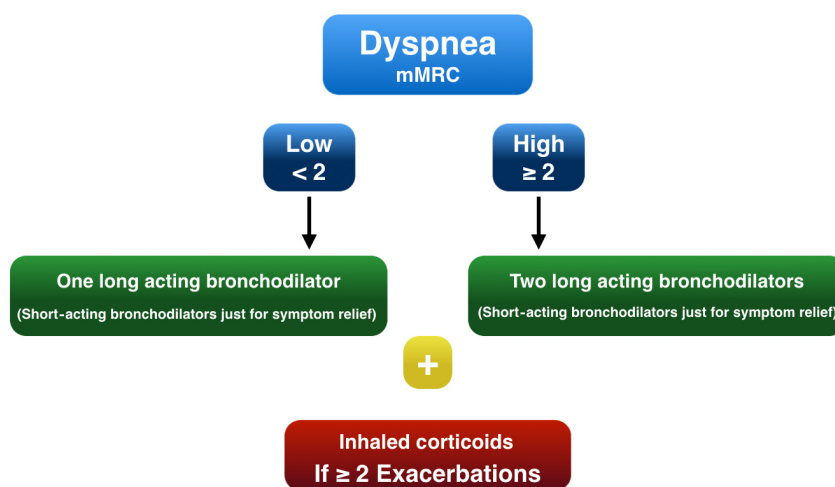 Dyspnea
mMRC
Low
< 2
High
≥ 2
One long acting bronchodilator
(Short-acting bronchodilators just for symptom relief)
Two long acting bronchodilators
(Short-acting bronchodilators just for symptom relief)
+
Inhaled corticoids
If ≥ 2 Exacerbations